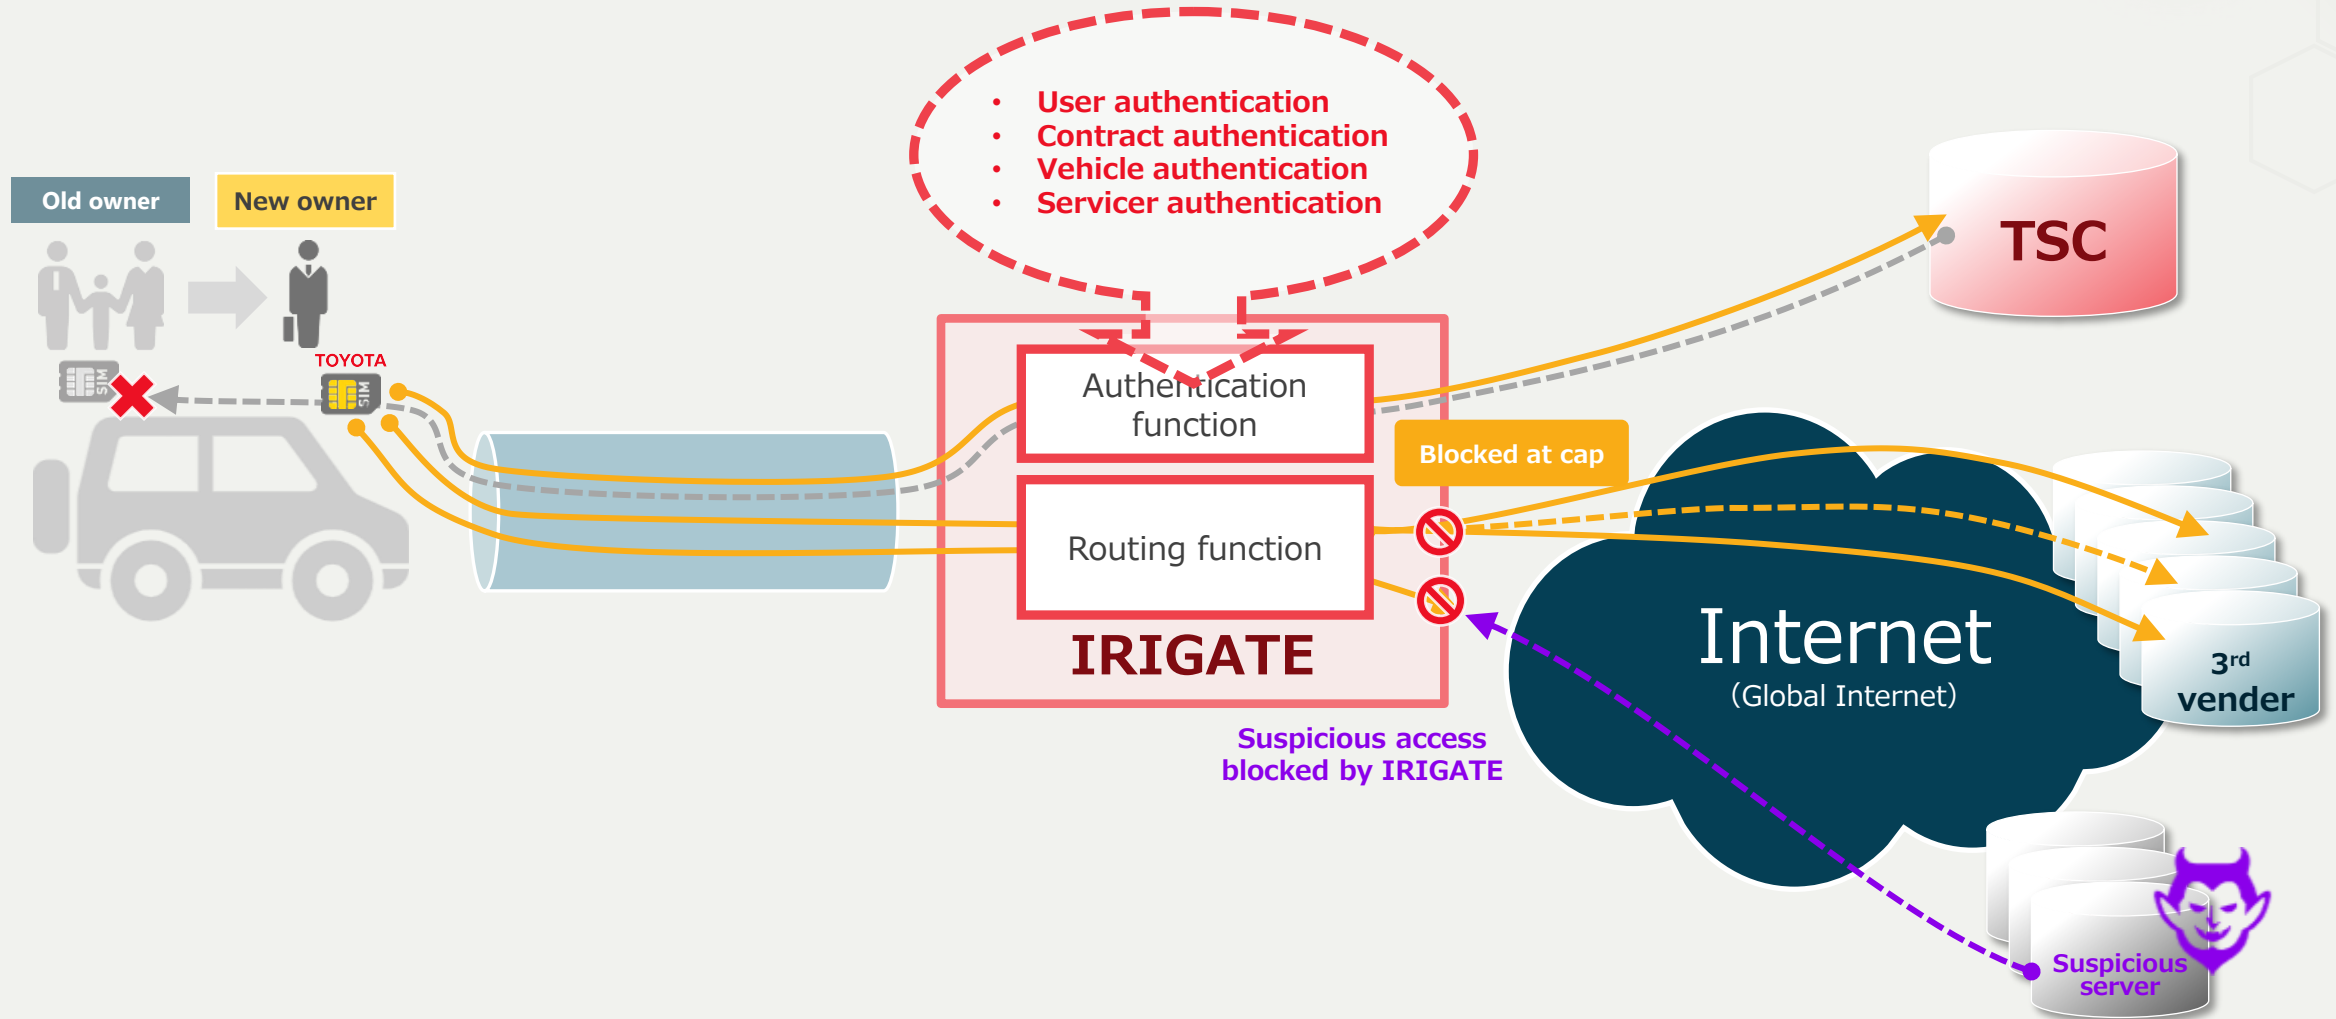 • User authentication
• Contract authentication
• Vehicle authentication
• Servicer authentication
Old owner
New owner
TSC
TOYOTA
SIM
SIM
Authentication
function
Blocked at cap
Routing function
IRIGATE
Internet
(Global Internet)
3rd
vender
Suspicious access
blocked by IRIGATE
Suspicious
server